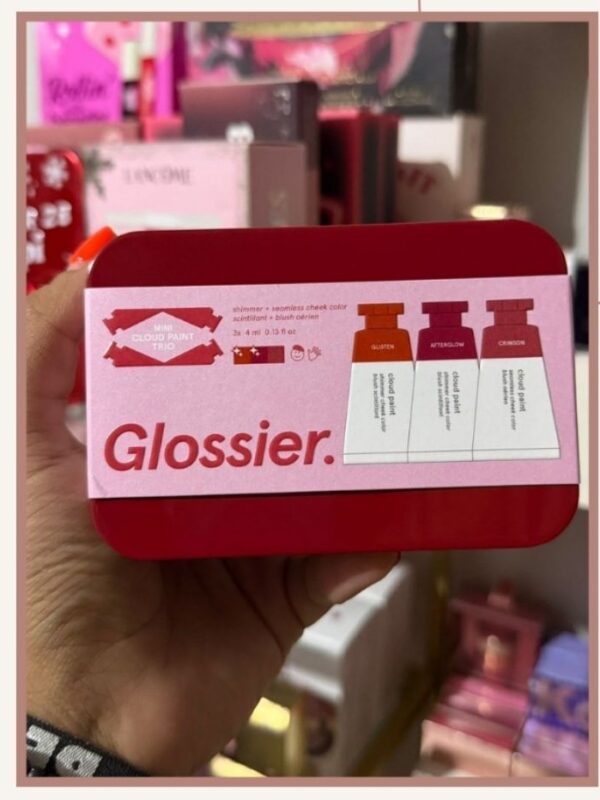 LANCÔME
MINI
CLOUD PAINT
TRIO
shimmer + seamless cheek color
scintillant + blush aérien
3x 4 ml 0.13 fl oz
Glossier.
GLISTEN
cloud paint
shimmer cheek color
blush scintillant
AFTERGLOW
cloud paint
shimmer cheek color
blush scintillant
CRIMSON
cloud paint
seamless cheek color
blush aérien